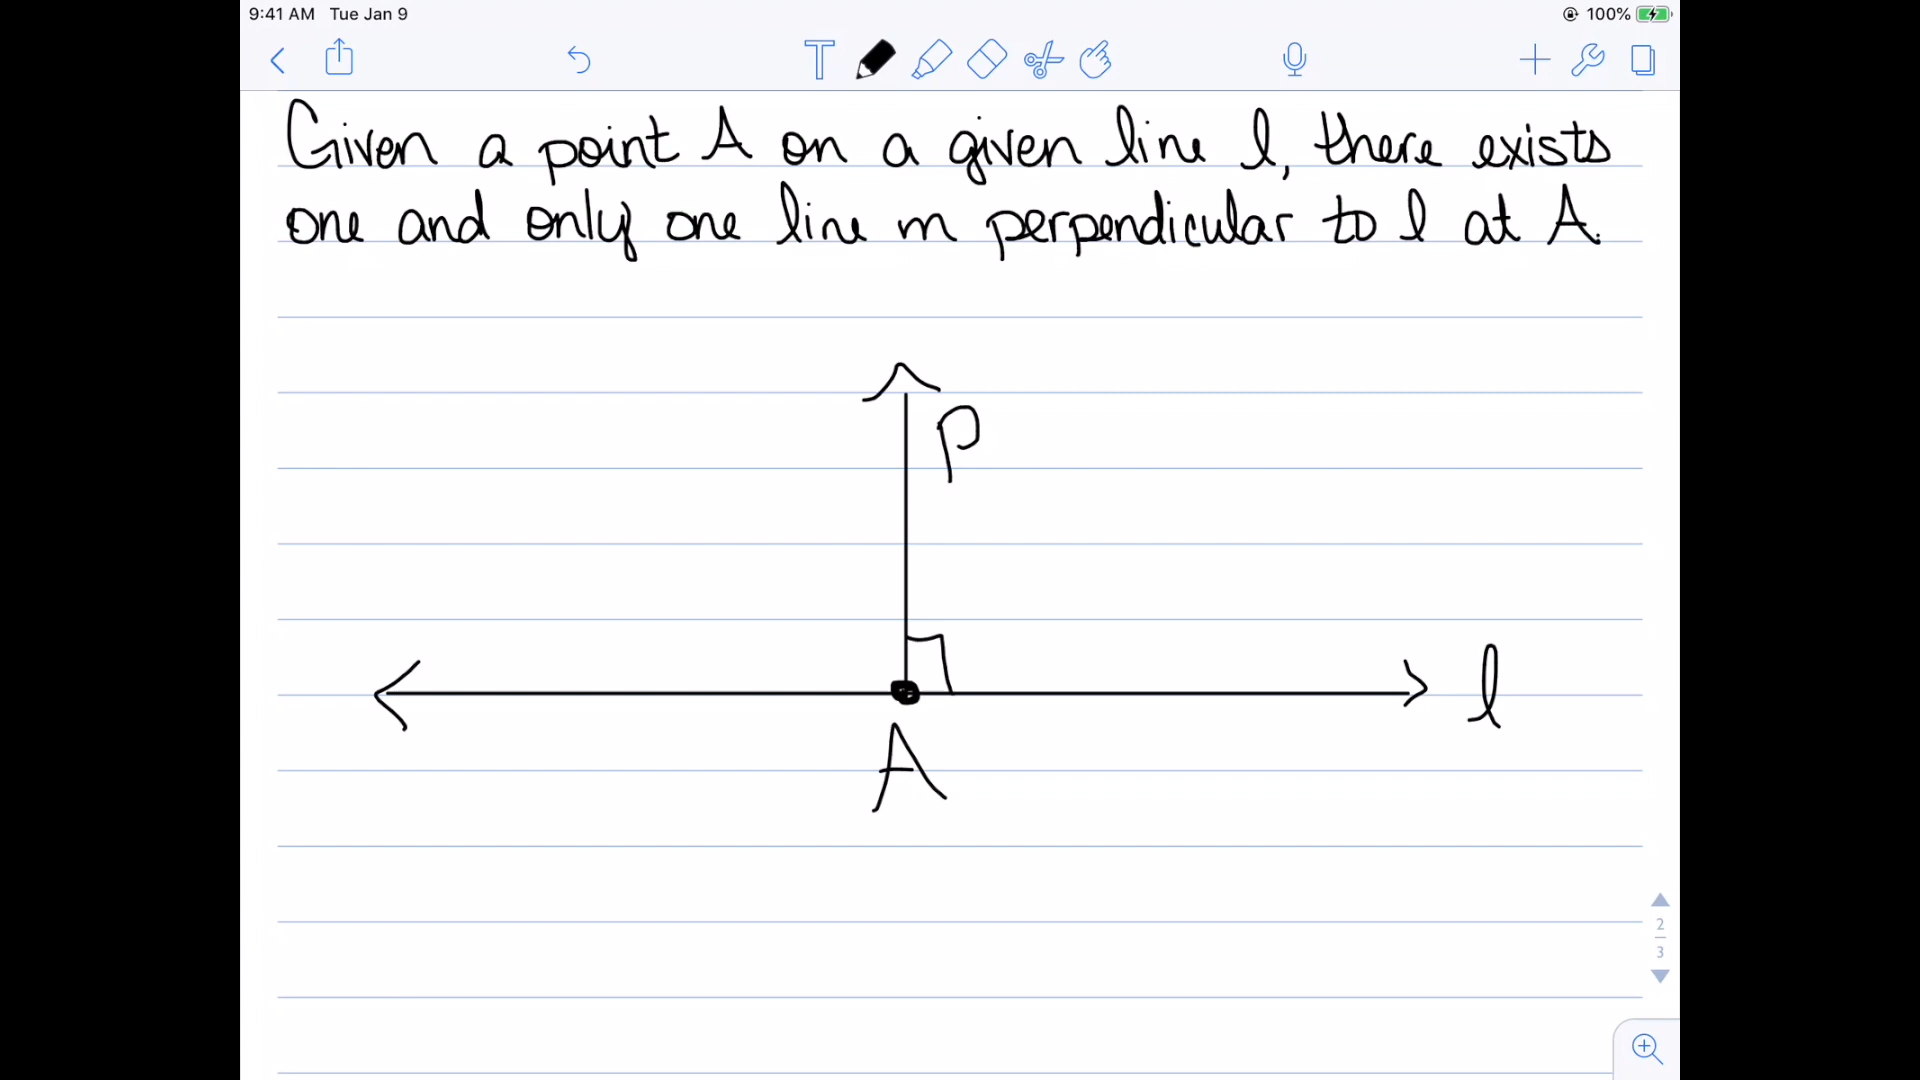 9:41 AM Tue Jan 9 100%
T
Given a point A on a given line l, there exists
one and only one line m perpendicular to l at A.
P
l
A
2
3